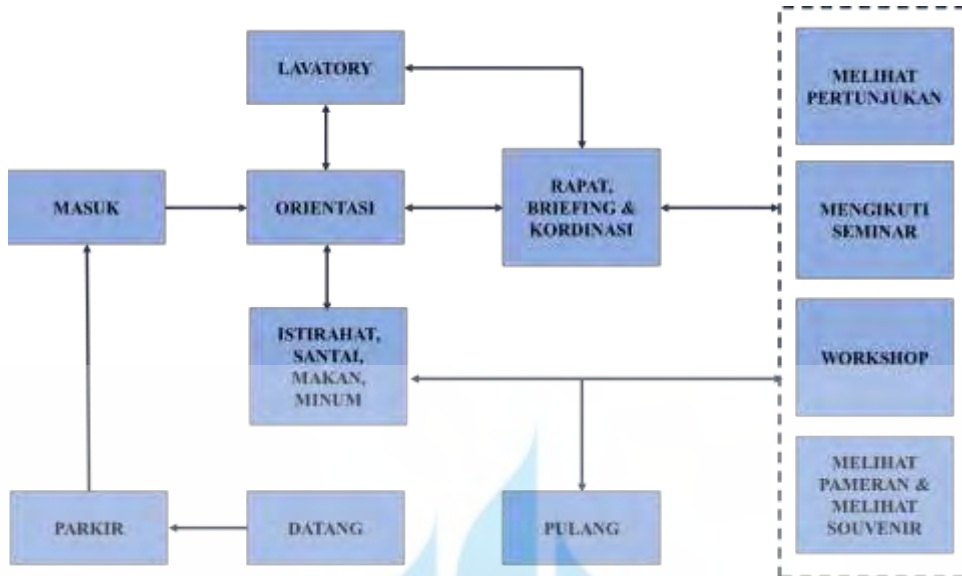 LAVATORY
MELIHAT
PERTUNJUKAN
MASUK
ORIENTASI
RAPAT,
BRIEFING &
KORDINASI
MENGIKUTI
SEMINAR
ISTIRAHAT,
SANTAI,
MAKAN,
MINUM
WORKSHOP
PARKIR
DATANG
PULANG
MELIHAT
PAMERAN &
MELIHAT
SOUVENIR